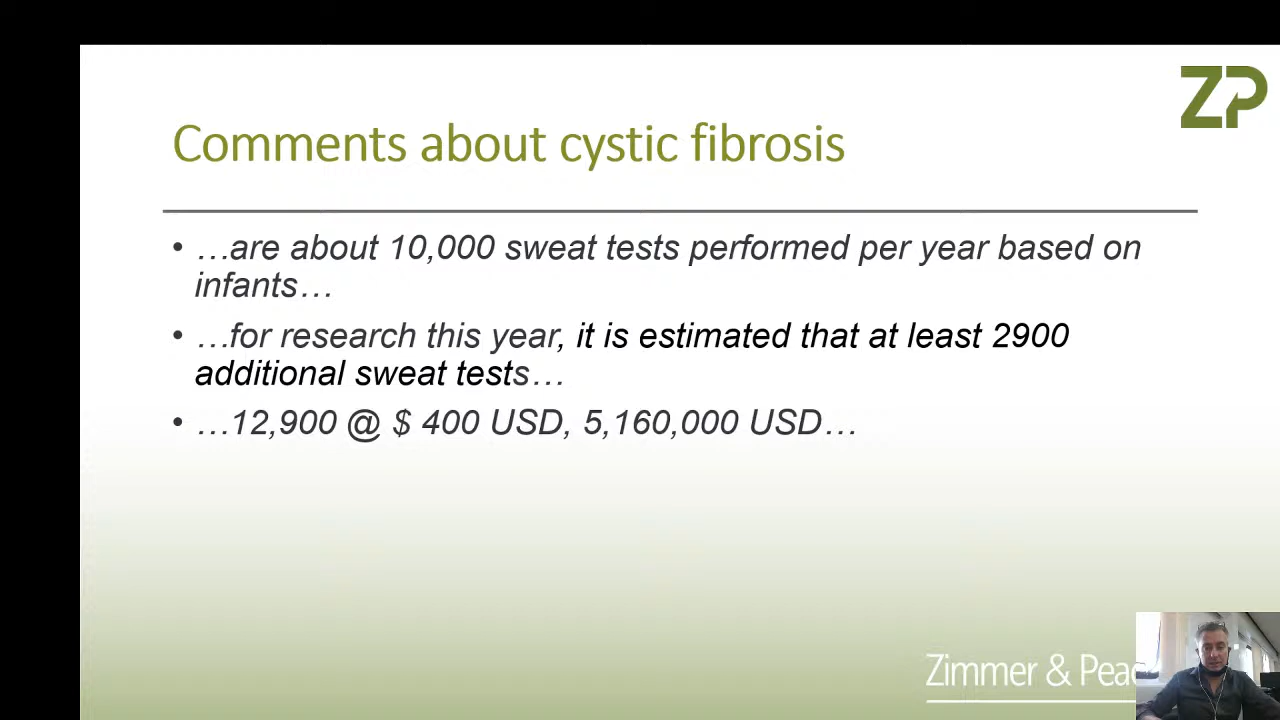 ZP
Comments about cystic fibrosis
• …are about 10,000 sweat tests performed per year based on
infants…
• …for research this year, it is estimated that at least 2900
additional sweat tests…
• …12,900 @ $ 400 USD, 5,160,000 USD…
Zimmer &